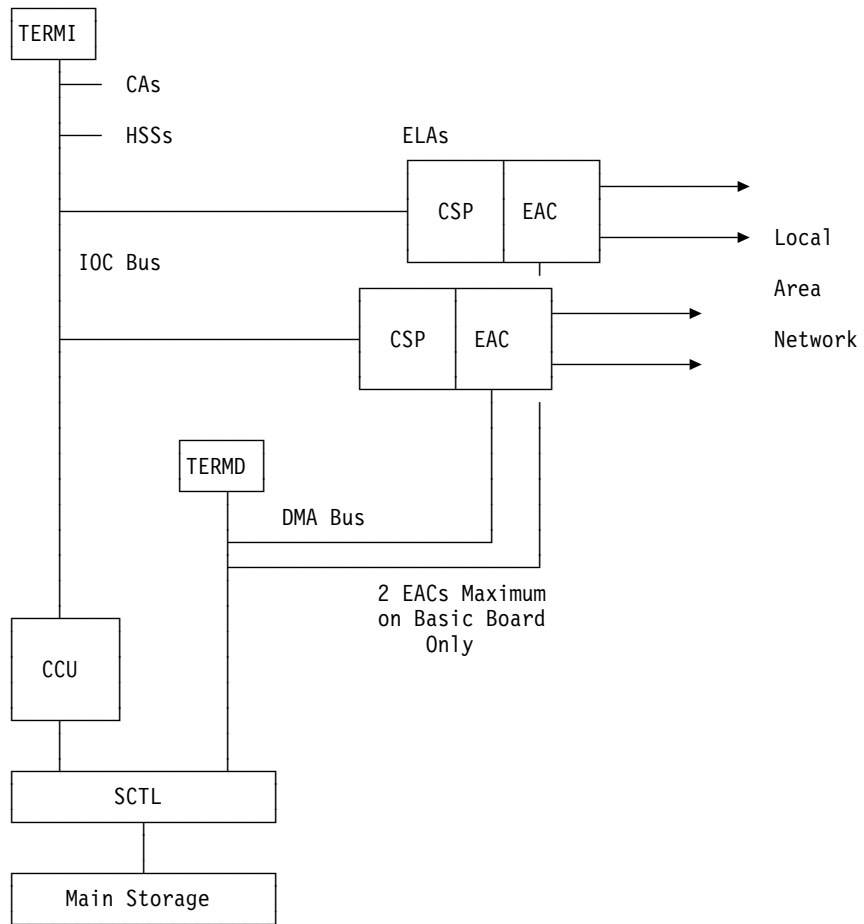 TERMI
CAs
HSSs
ELAs
CSP EAC
Local
IOC Bus
Area
CSP EAC
Network
TERMD
DMA Bus
2 EACs Maximum
on Basic Board
Only
CCU
SCTL
Main Storage